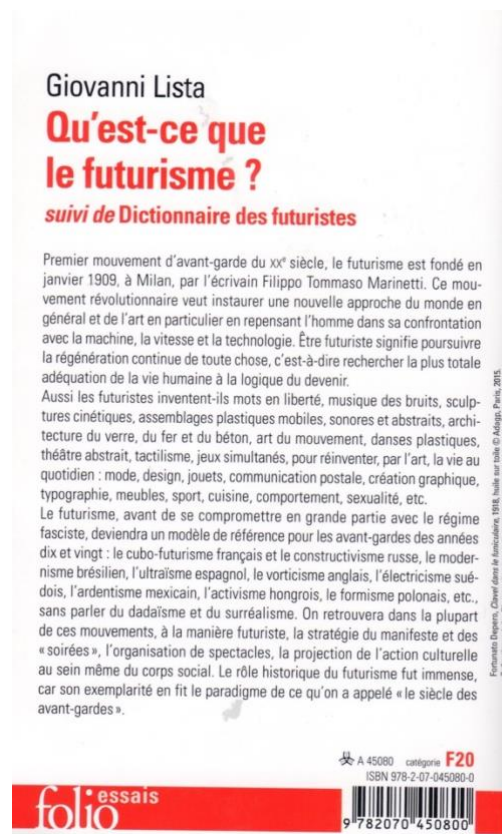 Giovanni Lista
Qu'est-ce que
le futurisme ?
suivi de Dictionnaire des futuristes
Premier mouvement d'avant-garde du XXe siècle, le futurisme est fondé en
janvier 1909, à Milan, par l'écrivain Filippo Tommaso Marinetti. Ce mou-
vement révolutionnaire veut instaurer une nouvelle approche du monde en
général et de l'art en particulier en repensant l'homme dans sa confrontation
avec la machine, la vitesse et la technologie. Être futuriste signifie poursuivre
la régénération continue de toute chose, c'est-à-dire rechercher la plus totale
adéquation de la vie humaine à la logique du devenir.
Aussi les futuristes inventent-ils mots en liberté, musique des bruits, sculp-
tures cinétiques, assemblages plastiques mobiles, sonores et abstraits, archi-
tecture du verre, du fer et du béton, art du mouvement, danses plastiques,
théâtre abstrait, tactilisme, jeux simultanés, pour réinventer, par l'art, la vie au
quotidien : mode, design, jouets, communication postale, création graphique,
typographie, meubles, sport, cuisine, comportement, sexualité, etc.
Le futurisme, avant de se compromettre en grande partie avec le régime
fasciste, deviendra un modèle de référence pour les avant-gardes des années
dix et vingt : le cubo-futurisme français et le constructivisme russe, le moder-
nisme brésilien, l'ultraïsme espagnol, le vorticisme anglais, l'électricisme sué-
dois, l'ardentisme mexicain, l'activisme hongrois, le formisme polonais, etc.,
sans parler du dadaïsme et du surréalisme. On retrouvera dans la plupart
de ces mouvements, à la manière futuriste, la stratégie du manifeste et des
« soirées », l'organisation de spectacles, la projection de l'action culturelle
au sein même du corps social. Le rôle historique du futurisme fut immense,
car son exemplarité en fit le paradigme de ce qu'on a appelé « le siècle des
avant-gardes ».
Fortunato Depero, Clavel dans le funiculaire, 1918, huile sur toile © Adagp, Paris, 2015.
A 45080 catégorie F20
ISBN 978-2-07-045080-0
folio essais
9 782070 450800